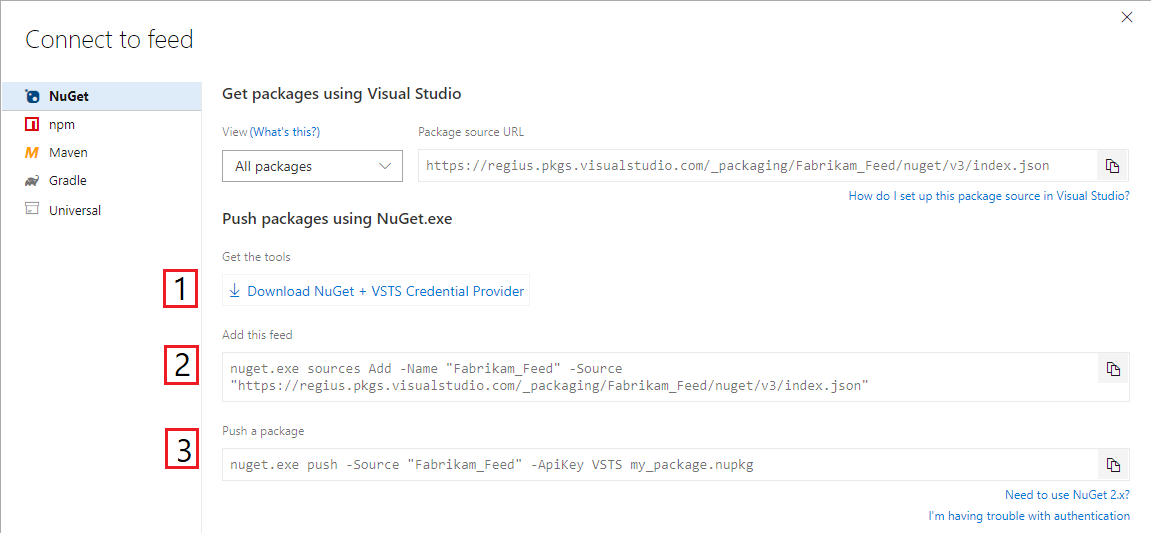 Connect to feed
NuGet
npm
Maven
Gradle
Universal
Get packages using Visual Studio
View (What's this?)
Package source URL
All packages
https://regius.pkgs.visualstudio.com/_packaging/Fabrikam_Feed/nuget/v3/index.json
How do I set up this package source in Visual Studio?
Push packages using NuGet.exe
Get the tools
1
Download NuGet + VSTS Credential Provider
Add this feed
2
nuget.exe sources Add -Name "Fabrikam_Feed" -Source
"https://regius.pkgs.visualstudio.com/_packaging/Fabrikam_Feed/nuget/v3/index.json"
Push a package
3
nuget.exe push -Source "Fabrikam_Feed" -ApiKey VSTS my_package.nupkg
Need to use NuGet 2.x?
I'm having trouble with authentication